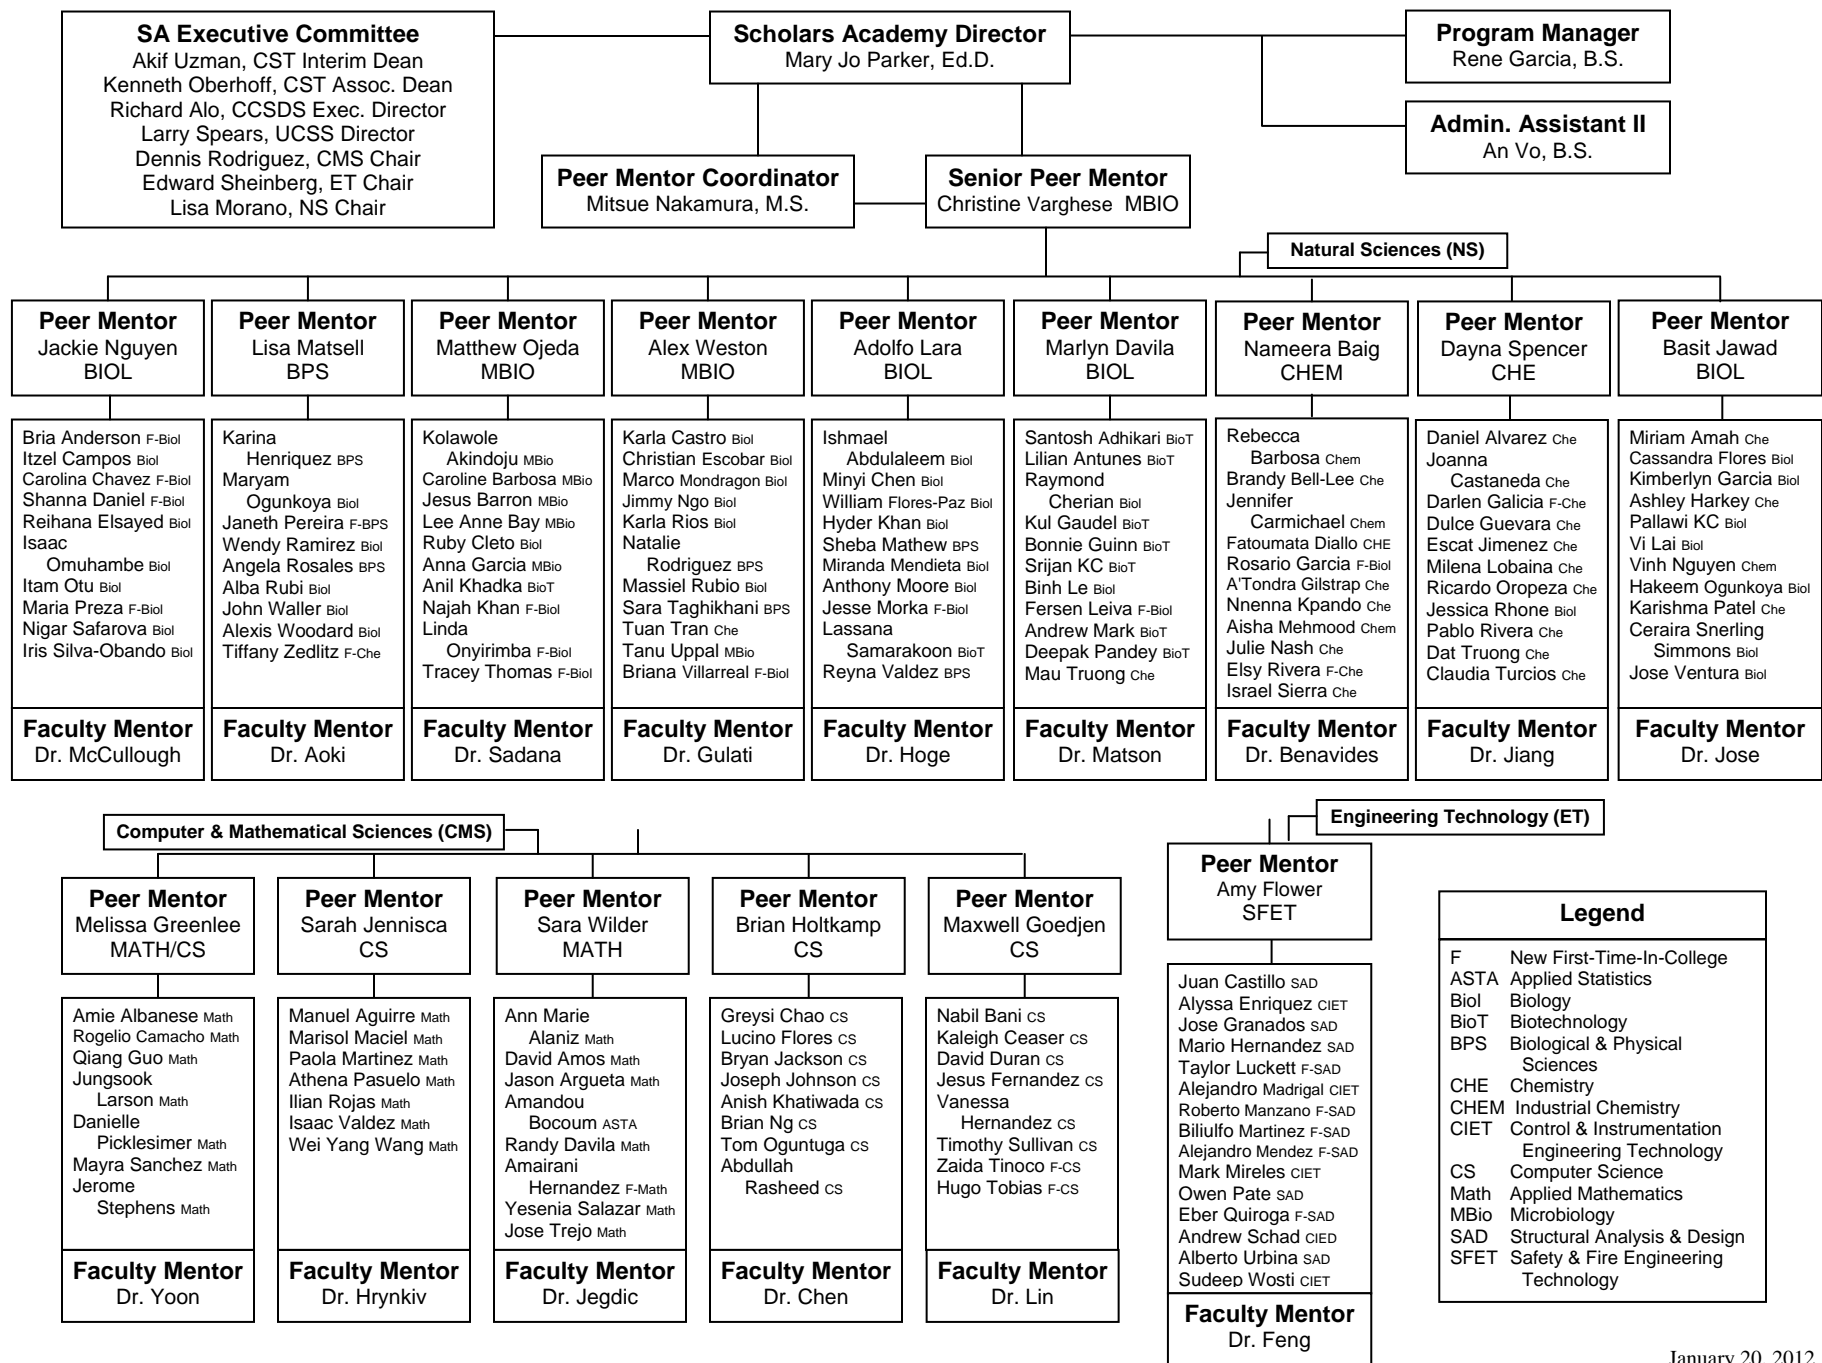 SA Executive Committee
Akif Uzman, CST Interim Dean
Kenneth Oberhoff, CST Assoc. Dean
Richard Alo, CCSDS Exec. Director
Larry Spears, UCSS Director
Dennis Rodriguez, CMS Chair
Edward Sheinberg, ET Chair
Lisa Morano, NS Chair
Scholars Academy Director
Mary Jo Parker, Ed.D.
Program Manager
Rene Garcia, B.S.
Admin. Assistant II
An Vo, B.S.
Peer Mentor Coordinator
Mitsue Nakamura, M.S.
Senior Peer Mentor
Christine Varghese MBIO
Natural Sciences (NS)
Peer Mentor
Jackie Nguyen
BIOL
Bria Anderson F-Biol
Itzel Campos Biol
Carolina Chavez F-Biol
Shanna Daniel F-Biol
Reihana Elsayed Biol
Isaac
Omuhambe Biol
Itam Otu Biol
Maria Preza F-Biol
Nigar Safarova Biol
Iris Silva-Obando Biol
Faculty Mentor
Dr. McCullough
Peer Mentor
Lisa Matsell
BPS
Karina
Henriquez BPS
Maryam
Ogunkoya Biol
Janeth Pereira F-BPS
Wendy Ramirez Biol
Angela Rosales BPS
Alba Rubi Biol
John Waller Biol
Alexis Woodard Biol
Tiffany Zedlitz F-Che
Faculty Mentor
Dr. Aoki
Peer Mentor
Matthew Ojeda
MBIO
Kolawole
Akindoju MBio
Caroline Barbosa MBio
Jesus Barron MBio
Lee Anne Bay MBio
Ruby Cleto Biol
Anna Garcia MBio
Anil Khadka BioT
Najah Khan F-Biol
Linda
Onyirimba F-Biol
Tracey Thomas F-Biol
Faculty Mentor
Dr. Sadana
Peer Mentor
Alex Weston
MBIO
Karla Castro Biol
Christian Escobar Biol
Marco Mondragon Biol
Jimmy Ngo Biol
Karla Rios Biol
Natalie
Rodriguez BPS
Massiel Rubio Biol
Sara Taghikhani BPS
Tuan Tran Che
Tanu Uppal MBio
Briana Villarreal F-Biol
Faculty Mentor
Dr. Gulati
Peer Mentor
Adolfo Lara
BIOL
Ishmael
Abdulaleem Biol
Minyi Chen Biol
William Flores-Paz Biol
Hyder Khan Biol
Sheba Mathew BPS
Miranda Mendieta Biol
Anthony Moore Biol
Jesse Morka F-Biol
Lassana
Samarakoon BioT
Reyna Valdez BPS
Faculty Mentor
Dr. Hoge
Peer Mentor
Marlyn Davila
BIOL
Santosh Adhikari BioT
Lilian Antunes BioT
Raymond
Cherian Biol
Kul Gaudel BioT
Bonnie Guinn BioT
Srijan KC BioT
Binh Le Biol
Fersen Leiva F-Biol
Andrew Mark BioT
Deepak Pandey BioT
Mau Truong Che
Faculty Mentor
Dr. Matson
Peer Mentor
Nameera Baig
CHEM
Rebecca
Barbosa Chem
Brandy Bell-Lee Che
Jennifer
Carmichael Chem
Fatoumata Diallo CHE
Rosario Garcia F-Biol
A'Tondra Gilstrap Che
Nnenna Kpando Che
Aisha Mehmood Chem
Julie Nash Che
Elsy Rivera F-Che
Israel Sierra Che
Faculty Mentor
Dr. Benavides
Peer Mentor
Dayna Spencer
CHE
Daniel Alvarez Che
Joanna
Castaneda Che
Darlen Galicia F-Che
Dulce Guevara Che
Escat Jimenez Che
Milena Lobaina Che
Ricardo Oropeza Che
Jessica Rhone Biol
Pablo Rivera Che
Dat Truong Che
Claudia Turcios Che
Faculty Mentor
Dr. Jiang
Peer Mentor
Basit Jawad
BIOL
Miriam Amah Che
Cassandra Flores Biol
Kimberlyn Garcia Biol
Ashley Harkey Che
Pallawi KC Biol
Vi Lai Biol
Vinh Nguyen Chem
Hakeem Ogunkoya Biol
Karishma Patel Che
Ceraira Snerling
Simmons Biol
Jose Ventura Biol
Faculty Mentor
Dr. Jose
Computer & Mathematical Sciences (CMS)
Peer Mentor
Melissa Greenlee
MATH/CS
Amie Albanese Math
Rogelio Camacho Math
Qiang Guo Math
Jungsook
Larson Math
Danielle
Picklesimer Math
Mayra Sanchez Math
Jerome
Stephens Math
Faculty Mentor
Dr. Yoon
Peer Mentor
Sarah Jennisca
CS
Manuel Aguirre Math
Marisol Maciel Math
Paola Martinez Math
Athena Pasuelo Math
Ilian Rojas Math
Isaac Valdez Math
Wei Yang Wang Math
Faculty Mentor
Dr. Hrynkiv
Peer Mentor
Sara Wilder
MATH
Ann Marie
Alaniz Math
David Amos Math
Jason Argueta Math
Amandou
Bocoum ASTA
Randy Davila Math
Amairani
Hernandez F-Math
Yesenia Salazar Math
Jose Trejo Math
Faculty Mentor
Dr. Jegdic
Peer Mentor
Brian Holtkamp
CS
Greysi Chao CS
Lucino Flores CS
Bryan Jackson CS
Joseph Johnson CS
Anish Khatiwada CS
Brian Ng CS
Tom Oguntuga CS
Abdullah
Rasheed CS
Faculty Mentor
Dr. Chen
Peer Mentor
Maxwell Goedjen
CS
Nabil Bani CS
Kaleigh Ceaser CS
David Duran CS
Jesus Fernandez CS
Vanessa
Hernandez CS
Timothy Sullivan CS
Zaida Tinoco F-CS
Hugo Tobias F-CS
Faculty Mentor
Dr. Lin
Engineering Technology (ET)
Peer Mentor
Amy Flower
SFET
Juan Castillo SAD
Alyssa Enriquez CIET
Jose Granados SAD
Mario Hernandez SAD
Taylor Luckett F-SAD
Alejandro Madrigal CIET
Roberto Manzano F-SAD
Biliulfo Martinez F-SAD
Alejandro Mendez F-SAD
Mark Mireles CIET
Owen Pate SAD
Eber Quiroga F-SAD
Andrew Schad CIED
Alberto Urbina SAD
Sudeep Wosti CIET
Faculty Mentor
Dr. Feng
Legend
F New First-Time-In-College
ASTA Applied Statistics
Biol Biology
BioT Biotechnology
BPS Biological & Physical
Sciences
CHE Chemistry
CHEM Industrial Chemistry
CIET Control & Instrumentation
Engineering Technology
CS Computer Science
Math Applied Mathematics
MBio Microbiology
SAD Structural Analysis & Design
SFET Safety & Fire Engineering
Technology
January 20, 2012